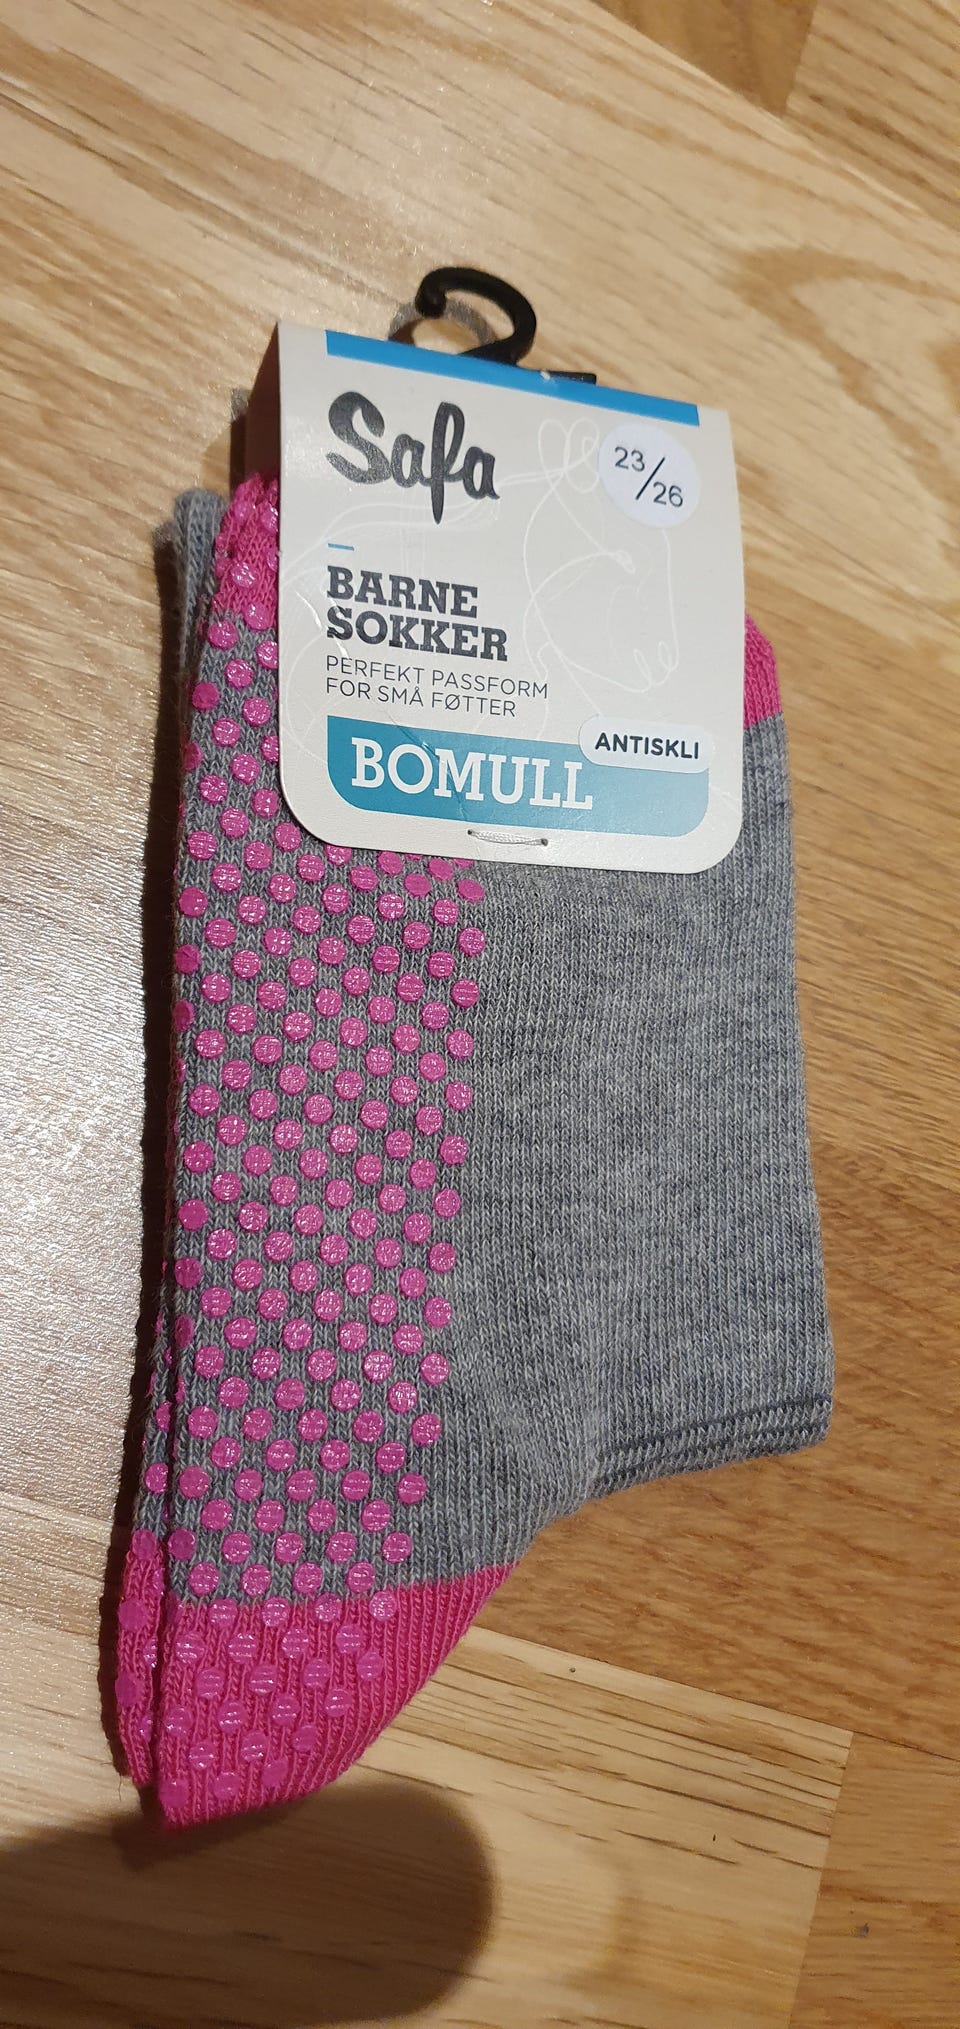 Safa
23/26
BARNE
SOKKER
PERFEKT PASSFORM
FOR SMÅ FØTTER
ANTISKLI
BOMULL